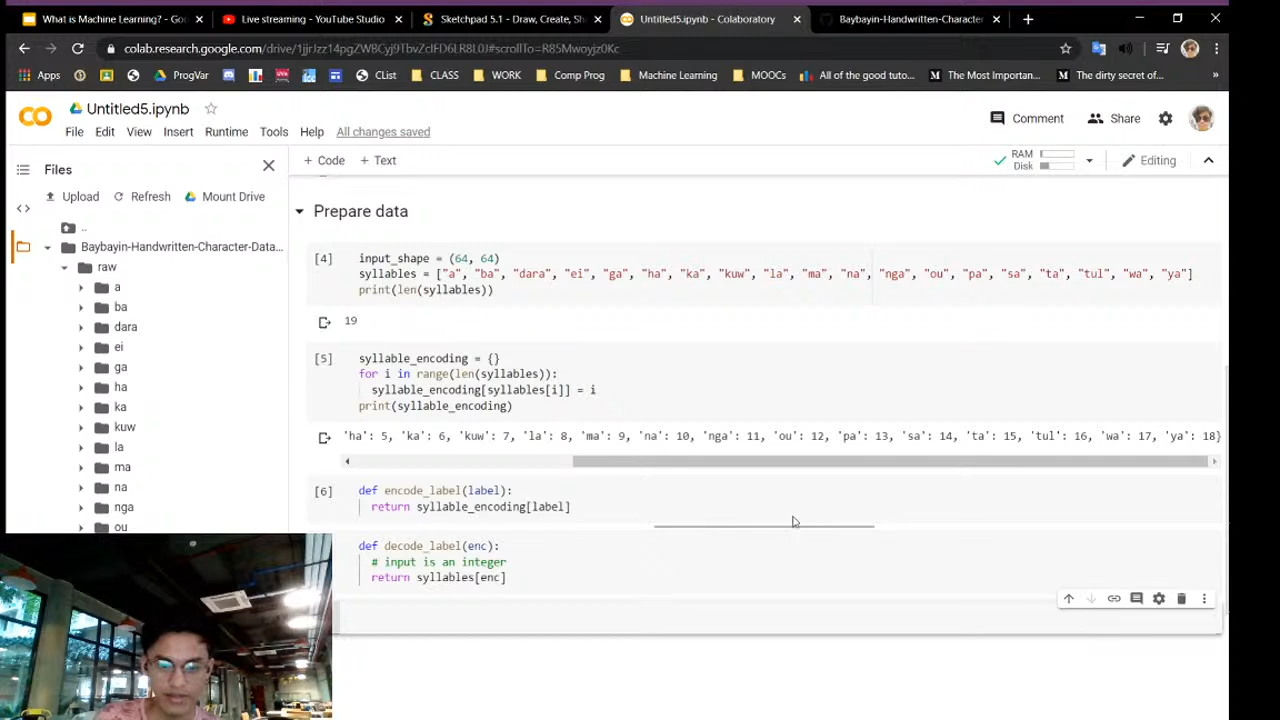 What is Machine Learning? - Goo
Live streaming - YouTube Studio
Sketchpad 5.1 - Draw, Create, Sh
Untitled5.ipynb - Colaboratory
Baybayin-Handwritten-Character
colab.research.google.com/drive/1jjrJzz14pgZW8Cyj9TbvZcIFD6LR8L0J#scrollTo=R85Mwoyjz0Kc
Apps
ProgVar
CList
CLASS
WORK
Comp Prog
Machine Learning
MOOCs
All of the good tuto...
The Most Importan...
The dirty secret of...
»
Untitled5.ipynb
File Edit View Insert Runtime Tools Help All changes saved
Comment
Share
Files
+ Code + Text
RAM
Disk
Editing
Upload Refresh Mount Drive
..
Baybayin-Handwritten-Character-Data...
raw
a
ba
dara
ei
ga
ha
ka
kuw
la
ma
na
nga
ou
Prepare data
[4] input_shape = (64, 64)
syllables = ["a", "ba", "dara", "ei", "ga", "ha", "ka", "kuw", "la", "ma", "na", "nga", "ou", "pa", "sa", "ta", "tul", "wa", "ya"]
print(len(syllables))
19
[5] syllable_encoding = {}
for i in range(len(syllables)):
syllable_encoding[syllables[i]] = i
print(syllable_encoding)
'ha': 5, 'ka': 6, 'kuw': 7, 'la': 8, 'ma': 9, 'na': 10, 'nga': 11, 'ou': 12, 'pa': 13, 'sa': 14, 'ta': 15, 'tul': 16, 'wa': 17, 'ya': 18}
[6] def encode_label(label):
return syllable_encoding[label]
def decode_label(enc):
# input is an integer
return syllables[enc]